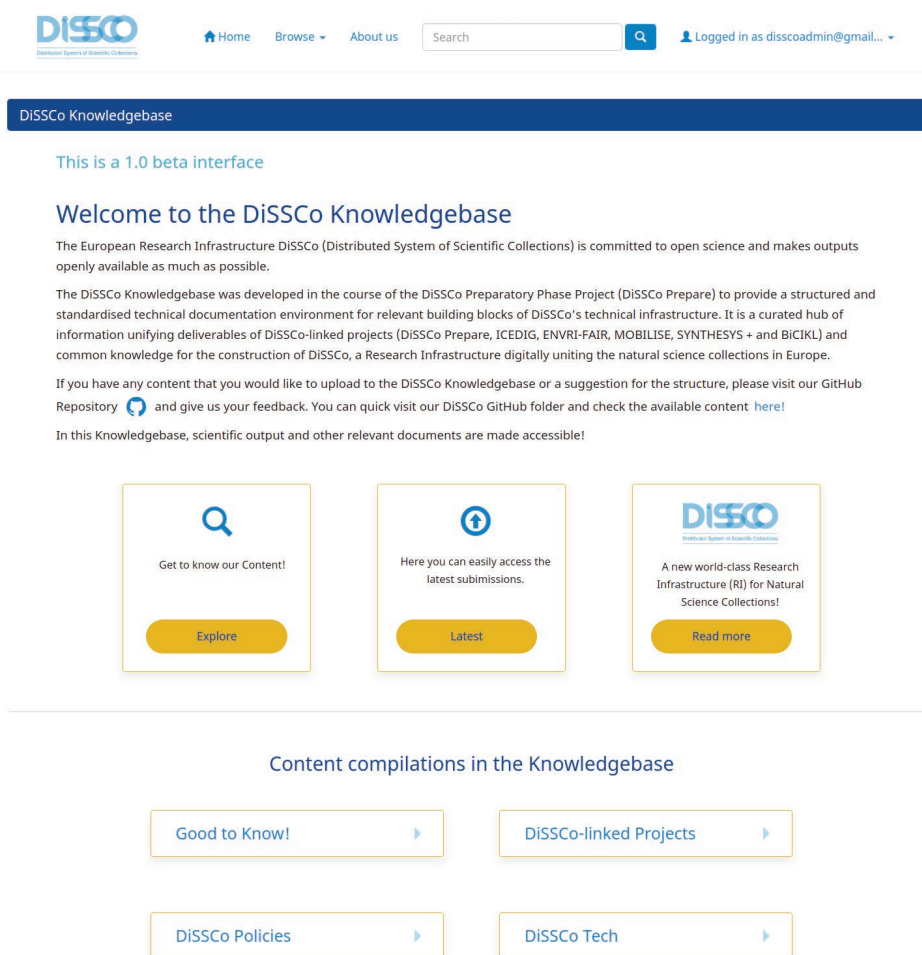 DiSSCo
Distributed System of Scientific Collections
Home Browse About us Search Logged in as disscoadmin@gmail...
DiSSCo Knowledgebase
This is a 1.0 beta interface
Welcome to the DiSSCo Knowledgebase
The European Research Infrastructure DiSSCo (Distributed System of Scientific Collections) is committed to open science and makes outputs
openly available as much as possible.
The DiSSCo Knowledgebase was developed in the course of the DiSSCo Preparatory Phase Project (DiSSCo Prepare) to provide a structured and
standardised technical documentation environment for relevant building blocks of DiSSCo's technical infrastructure. It is a curated hub of
information unifying deliverables of DiSSCo-linked projects (DiSSCo Prepare, ICEDIG, ENVRI-FAIR, MOBILISE, SYNTHESYS + and BiCIKL) and
common knowledge for the construction of DiSSCo, a Research Infrastructure digitally uniting the natural science collections in Europe.
If you have any content that you would like to upload to the DiSSCo Knowledgebase or a suggestion for the structure, please visit our GitHub
Repository and give us your feedback. You can quick visit our DiSSCo GitHub folder and check the available content here!
In this Knowledgebase, scientific output and other relevant documents are made accessible!
Get to know our Content!
Explore
Here you can easily access the
latest subimissions.
Latest
DiSSCo
Distributed System of Scientific Collections
A new world-class Research
Infrastructure (RI) for Natural
Science Collections!
Read more
Content compilations in the Knowledgebase
Good to Know!
DiSSCo-linked Projects
DiSSCo Policies
DiSSCo Tech